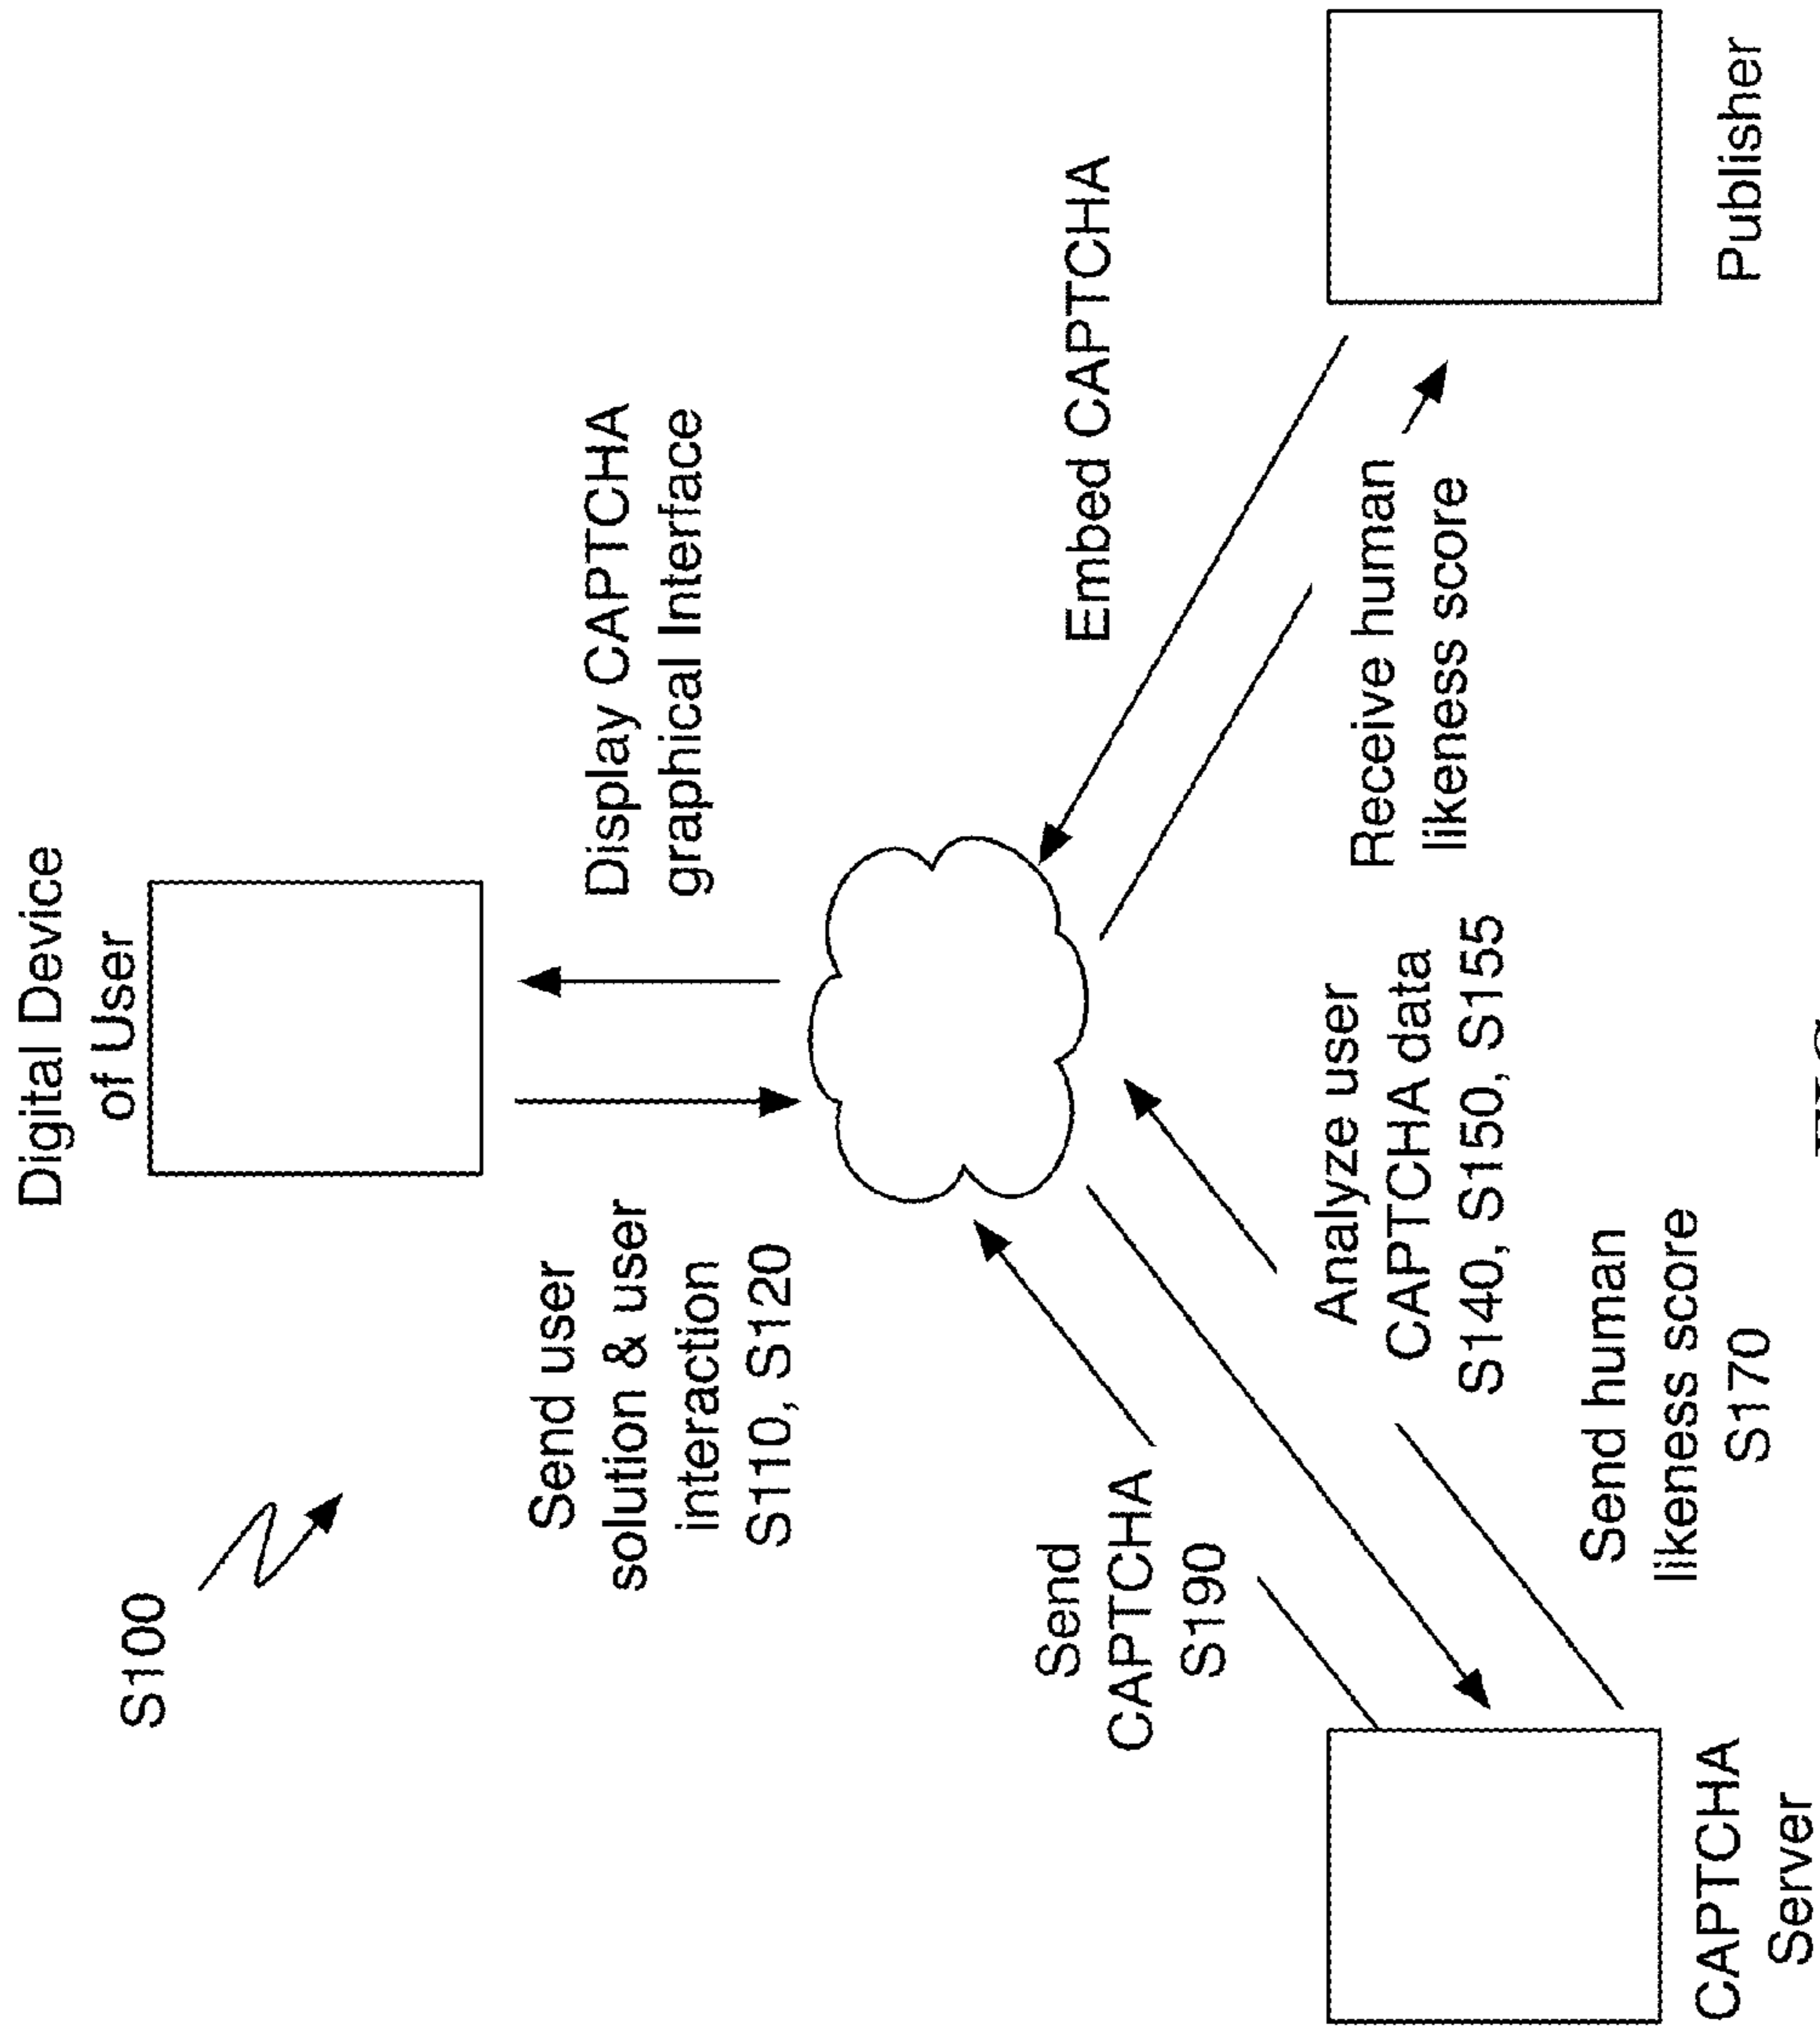 Digital Device
of User
S100
Send user
solution & user
interaction
S110, S120
Display CAPTCHA
graphical Interface
Send
CAPTCHA
S190
Embed CAPTCHA
Analyze user
CAPTCHA data
S140, S150, S155
Receive human
likeness score
Send human
likeness score
S170
CAPTCHA
Server
Publisher